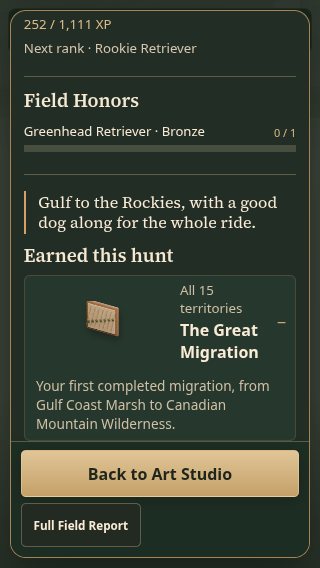 252 / 1,111 XP
Next rank · Rookie Retriever
Field Honors
Greenhead Retriever · Bronze 0 / 1
Gulf to the Rockies, with a good
dog along for the whole ride.
Earned this hunt
All 15
territories
The Great
Migration
–
Your first completed migration, from
Gulf Coast Marsh to Canadian
Mountain Wilderness.
Back to Art Studio
Full Field Report